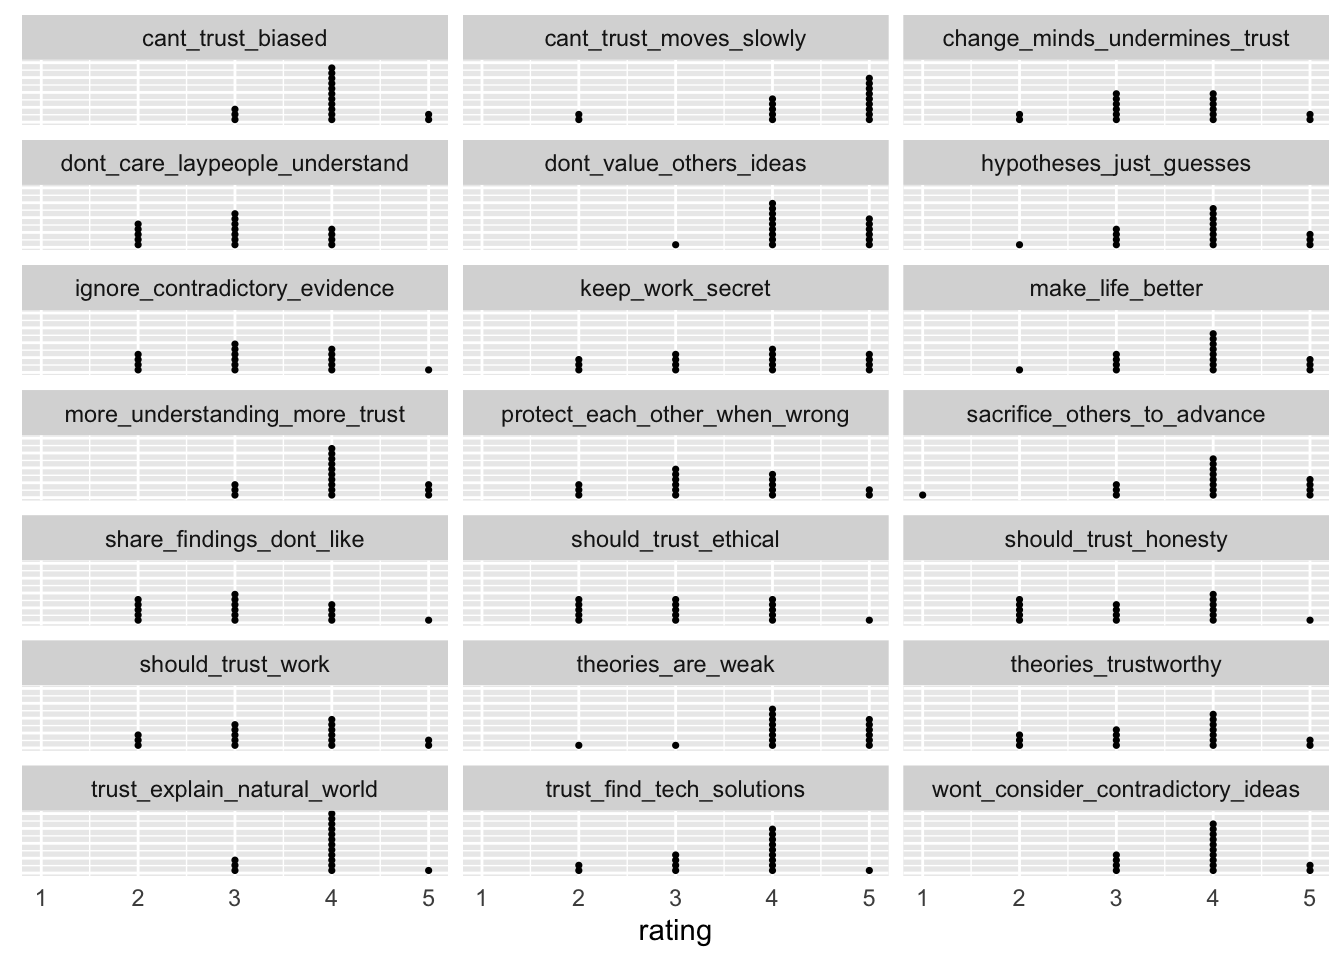 cant_trust_biased
cant_trust_moves_slowly
change_minds_undermines_trust
dont_care_laypeople_understand
dont_value_others_ideas
hypotheses_just_guesses
ignore_contradictory_evidence
keep_work_secret
make_life_better
more_understanding_more_trust
protect_each_other_when_wrong
sacrifice_others_to_advance
share_findings_dont_like
should_trust_ethical
should_trust_honesty
should_trust_work
theories_are_weak
theories_trustworthy
trust_explain_natural_world
trust_find_tech_solutions
wont_consider_contradictory_ideas
1 2 3 4 5 1 2 3 4 5 1 2 3 4 5
rating